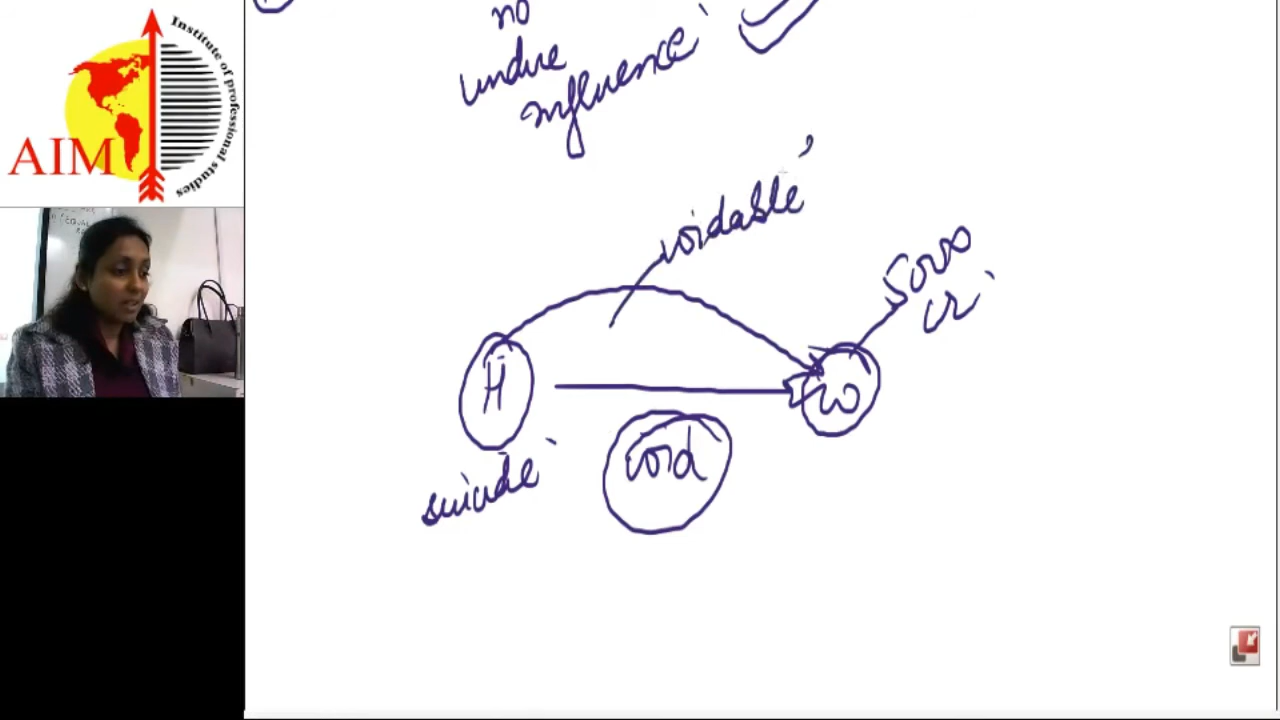 Institute of professional studies
AIM
no
undue
influence
voidable
5000
cr
H
W
void
suicide